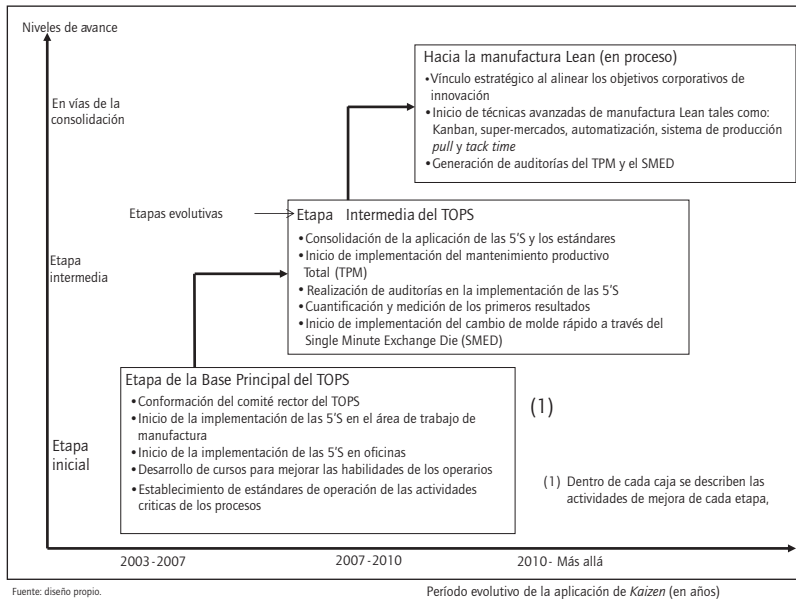 Niveles de avance
Hacia la manufactura Lean (en proceso)
•Vínculo estratégico al alinear los objetivos corporativos de
innovación
•Inicio de técnicas avanzadas de manufactura Lean tales como:
Kanban, super-mercados, automatización, sistema de producción
pull y tack time
•Generación de auditorías del TPM y el SMED
En vías de la
consolidación
Etapas evolutivas
Etapa Intermedia del TOPS
•Consolidación de la aplicación de las 5'S y los estándares
•Inicio de implementación del mantenimiento productivo
Total (TPM)
•Realización de auditorías en la implementación de las 5'S
•Cuantificación y medición de los primeros resultados
•Inicio de implementación del cambio de molde rápido a través del
Single Minute Exchange Die (SMED)
Etapa
intermedia
Etapa de la Base Principal del TOPS
•Conformación del comité rector del TOPS
•Inicio de la implementación de las 5'S en el área de trabajo de
manufactura
•Inicio de la implementación de las 5'S en oficinas
•Desarrollo de cursos para mejorar las habilidades de los operarios
•Establecimiento de estándares de operación de las actividades
criticas de los procesos
(1)
Etapa
inicial
(1) Dentro de cada caja se describen las
actividades de mejora de cada etapa,
2003-2007
2007-2010
2010- Más allá
Fuente: diseño propio.
Período evolutivo de la aplicación de Kaizen (en años)